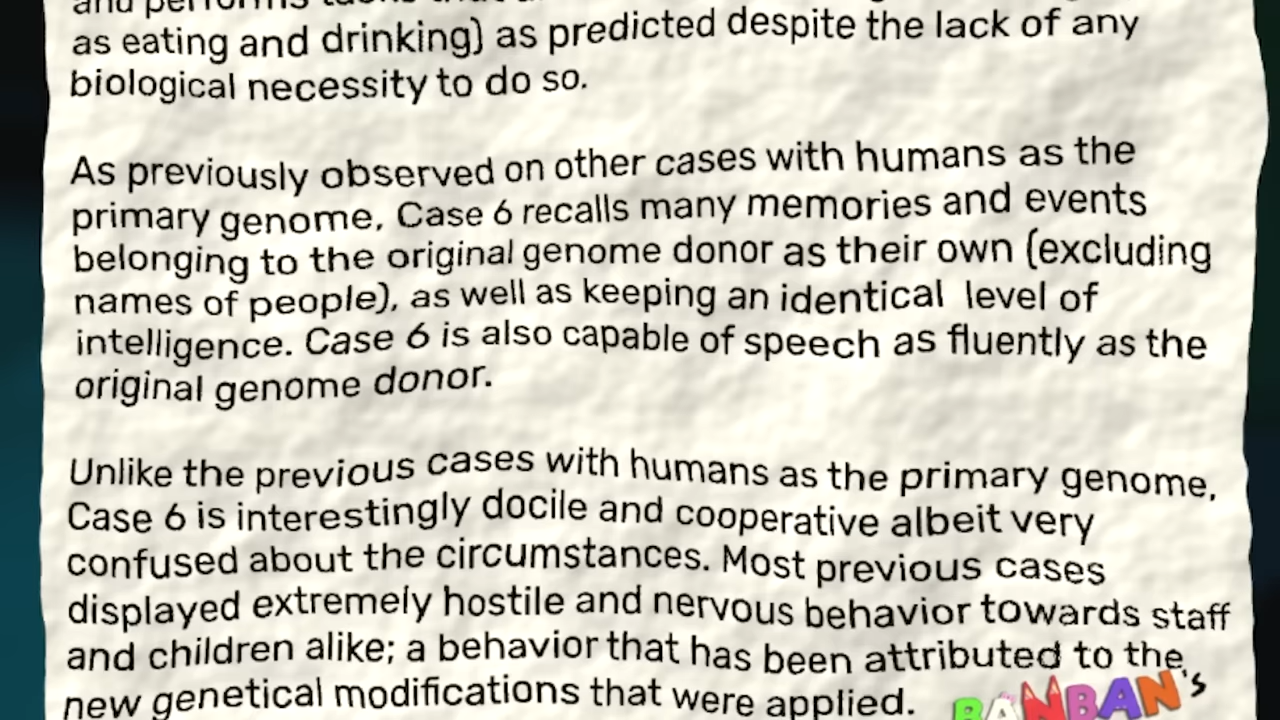 and performs tasks that
as eating and drinking) as predicted despite the lack of any
biological necessity to do so.
As previously observed on other cases with humans as the
primary genome, Case 6 recalls many memories and events
belonging to the original genome donor as their own (excluding
names of people), as well as keeping an identical level of
intelligence. Case 6 is also capable of speech as fluently as the
original genome donor.
Unlike the previous cases with humans as the primary genome,
Case 6 is interestingly docile and cooperative albeit very
confused about the circumstances. Most previous cases
displayed extremely hostile and nervous behavior towards staff
and children alike; a behavior that has been attributed to the
new genetical modifications that were applied.
BANBAN's